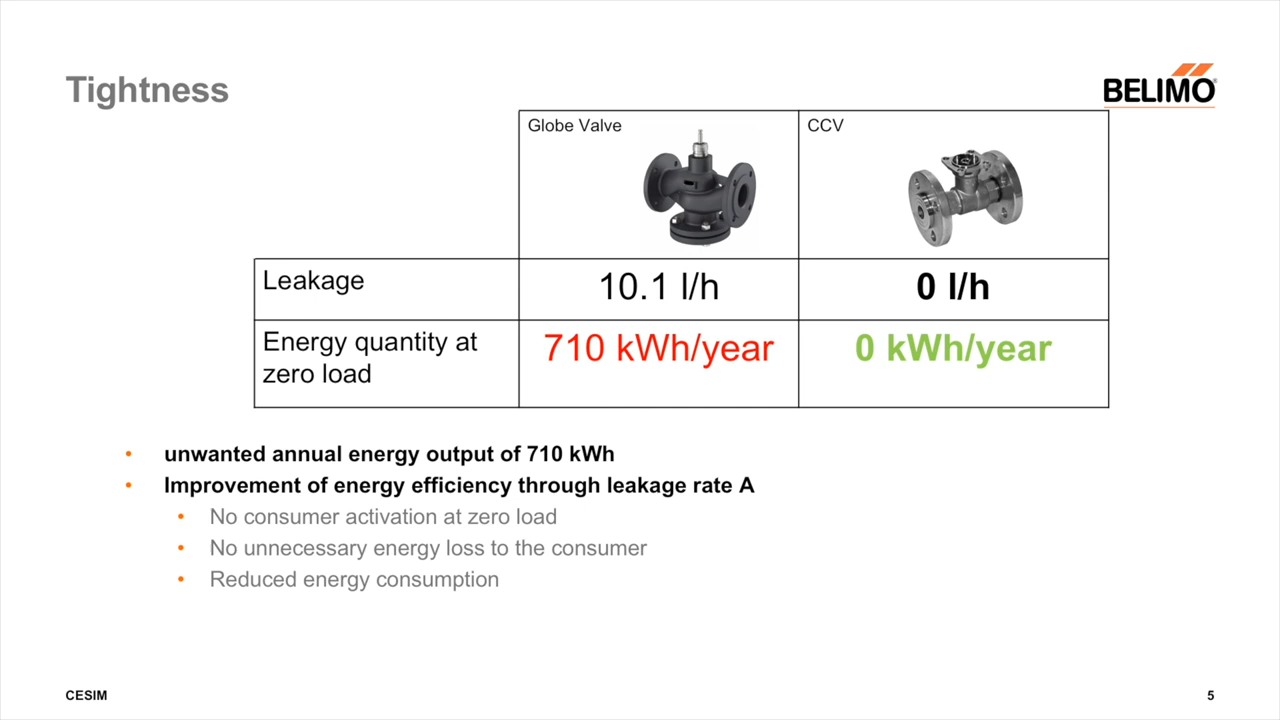 Tightness
BELIMO
Globe Valve
CCV
Leakage
10.1 l/h
0 l/h
Energy quantity at
zero load
710 kWh/year
0 kWh/year
• unwanted annual energy output of 710 kWh
• Improvement of energy efficiency through leakage rate A
• No consumer activation at zero load
• No unnecessary energy loss to the consumer
• Reduced energy consumption
CESIM
5